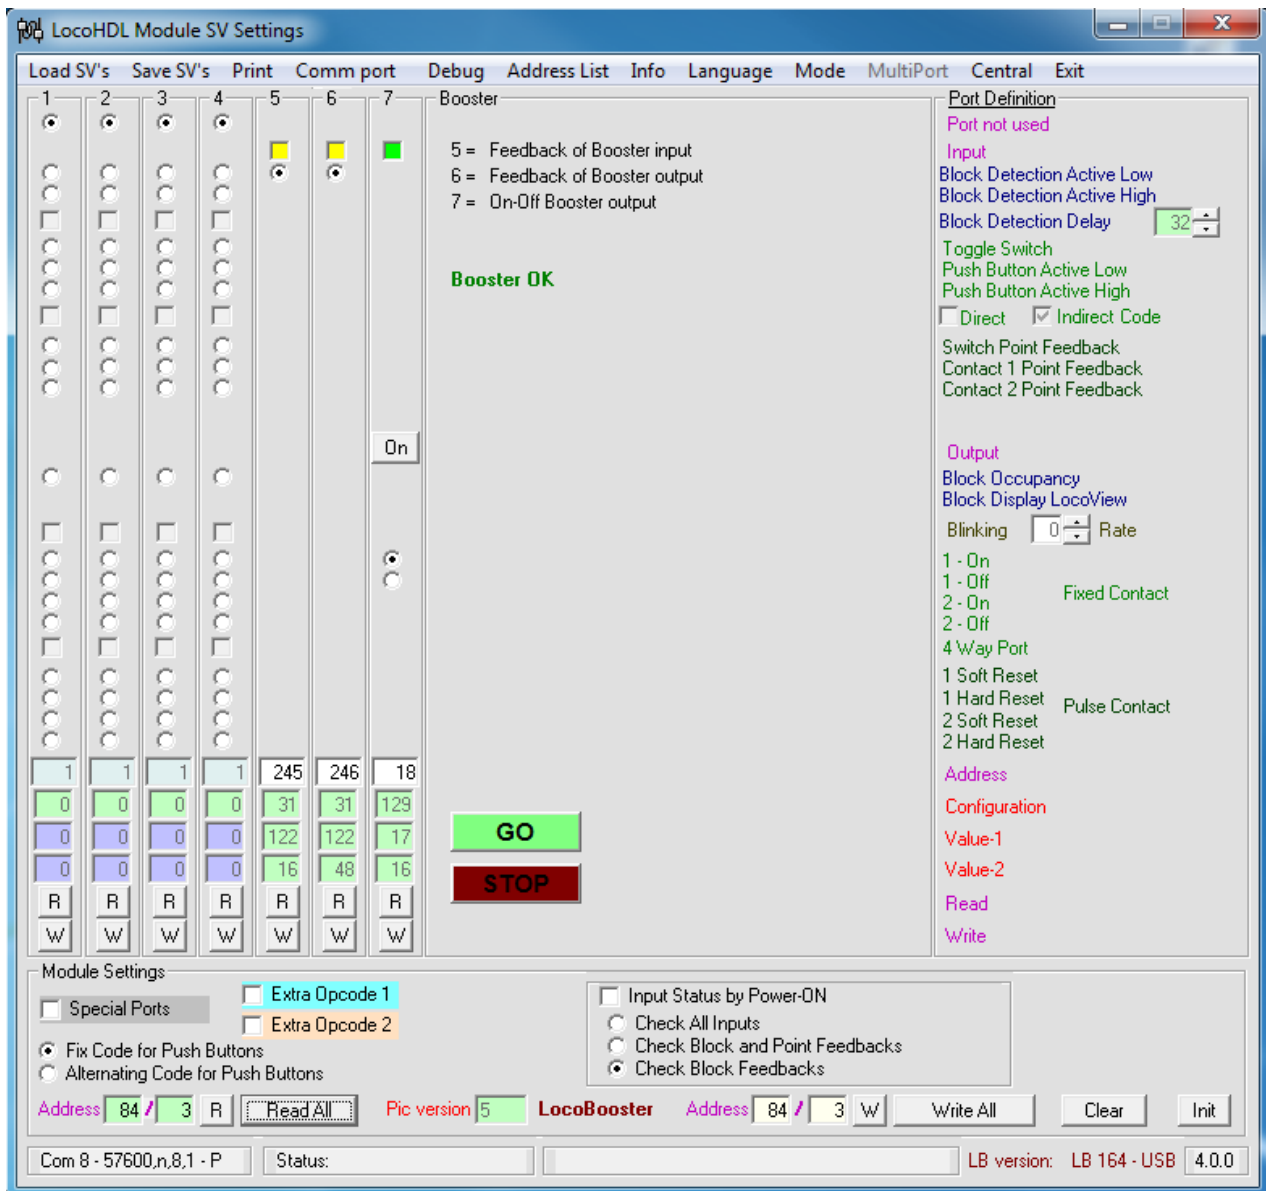 LocoHDL Module SV Settings
Load SV's Save SV's Print Comm port Debug Address List Info Language Mode MultiPort Central Exit
1 2 3 4 5 6 7 Booster Port Definition
Port not used
5 = Feedback of Booster input Input
6 = Feedback of Booster output Block Detection Active Low
7 = On-Off Booster output Block Detection Active High
Block Detection Delay 32
Toggle Switch
Booster OK Push Button Active Low
Push Button Active High
Direct Indirect Code
Switch Point Feedback
Contact 1 Point Feedback
Contact 2 Point Feedback
On Output
Block Occupancy
Block Display LocoView
Blinking 0 Rate
1 - On
1 - Off
2 - On Fixed Contact
2 - Off
4 Way Port
1 Soft Reset
1 Hard Reset Pulse Contact
2 Soft Reset
2 Hard Reset
1 1 1 1 245 246 18 Address
0 0 0 0 31 31 129 Configuration
0 0 0 0 122 122 17 GO Value-1
0 0 0 0 16 48 16 STOP Value-2
R R R R R R R Read
W W W W W W W Write
Module Settings
Special Ports Extra Opcode 1 Input Status by Power-ON
Extra Opcode 2 Check All Inputs
Fix Code for Push Buttons Check Block and Point Feedbacks
Alternating Code for Push Buttons Check Block Feedbacks
Address 84 / 3 R Read All Pic version 5 LocoBooster Address 84 / 3 W Write All Clear Init
Com 8 - 57600,n,8,1 - P Status: LB version: LB 164 - USB 4.0.0